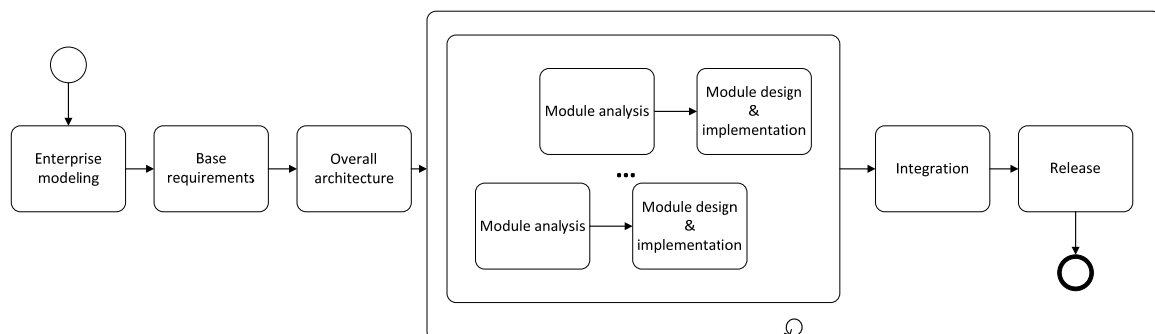 Enterprise
modeling
Base
requirements
Overall
architecture
Module analysis
Module design
&
implementation
...
Module analysis
Module design
&
implementation
Integration
Release